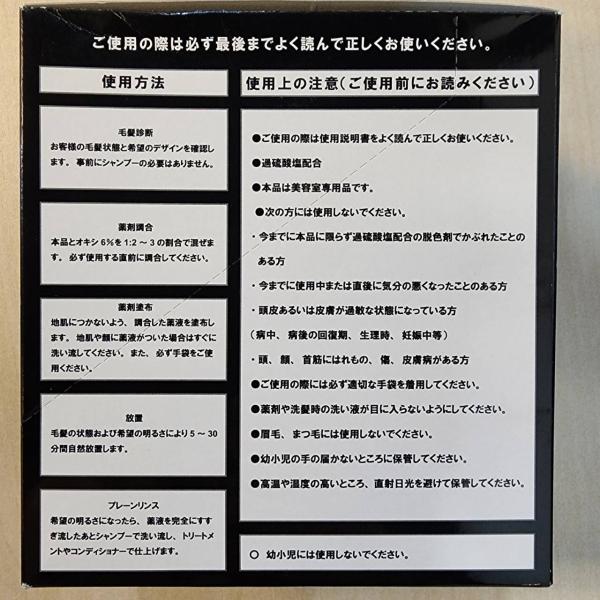 ご使用の際は必ず最後までよく読んで正しくお使いください。
使用方法
毛髪診断
お客様の毛髪状態と希望のデザインを確認し
ます。事前にシャンプーの必要はありません。
薬剤調合
本品とオキシ 6%を 1:2 ～ 3 の割合で混ぜま
す。必ず使用する直前に調合してください。
薬剤塗布
地肌につかないよう、調合した薬液を塗布し
ます。地肌や顔に薬液がついた場合はすぐに
洗い流してください。また、必ず手袋をご使
用ください。
放置
毛髪の状態および希望の明るさにより 5 ～ 30
分間自然放置します。
プレーンリンス
希望の明るさになったら、薬液を完全にすす
ぎ流したあとシャンプーで洗い流し、トリートメ
ントやコンディショナーで仕上げます。
使用上の注意(ご使用前にお読みください)
●ご使用の際は使用説明書をよく読んで正しくお使いください。
●過硫酸塩配合
●本品は美容室専用品です。
●次の方には使用しないでください。
・今までに本品に限らず過硫酸塩配合の脱色剤でかぶれたことの
ある方
・今までに使用中または直後に気分の悪くなったことのある方
・頭皮あるいは皮膚が過敏な状態になっている方
(病中、病後の回復期、生理時、妊娠中等)
・頭、顔、首筋にはれもの、傷、皮膚病がある方
●ご使用の際には必ず適切な手袋を着用してください。
●薬剤や洗髪時の洗い液が目に入らないようにしてください。
●眉毛、まつ毛には使用しないでください。
●幼小児の手の届かないところに保管してください。
●高温や湿度の高いところ、直射日光を避けて保管してください。
○ 幼小児には使用しないでください。